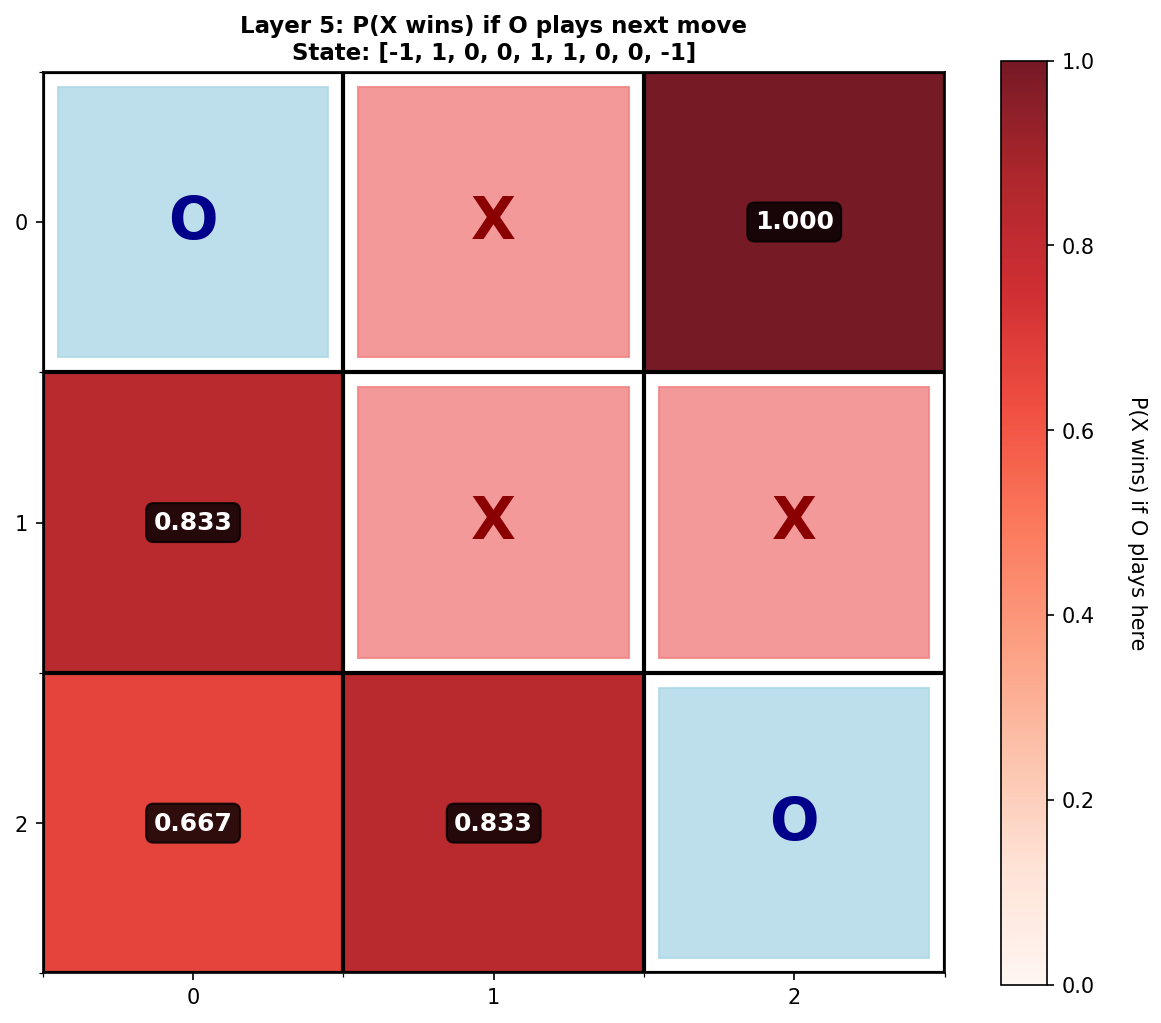 Layer 5: P(X wins) if O plays next move
State: [-1, 1, 0, 0, 1, 1, 0, 0, -1]
O
X
1.000
0
0.833
X
X
1
0.667
0.833
O
2
0
1
2
1.0
0.8
0.6
0.4
0.2
0.0
P(X wins) if O plays here